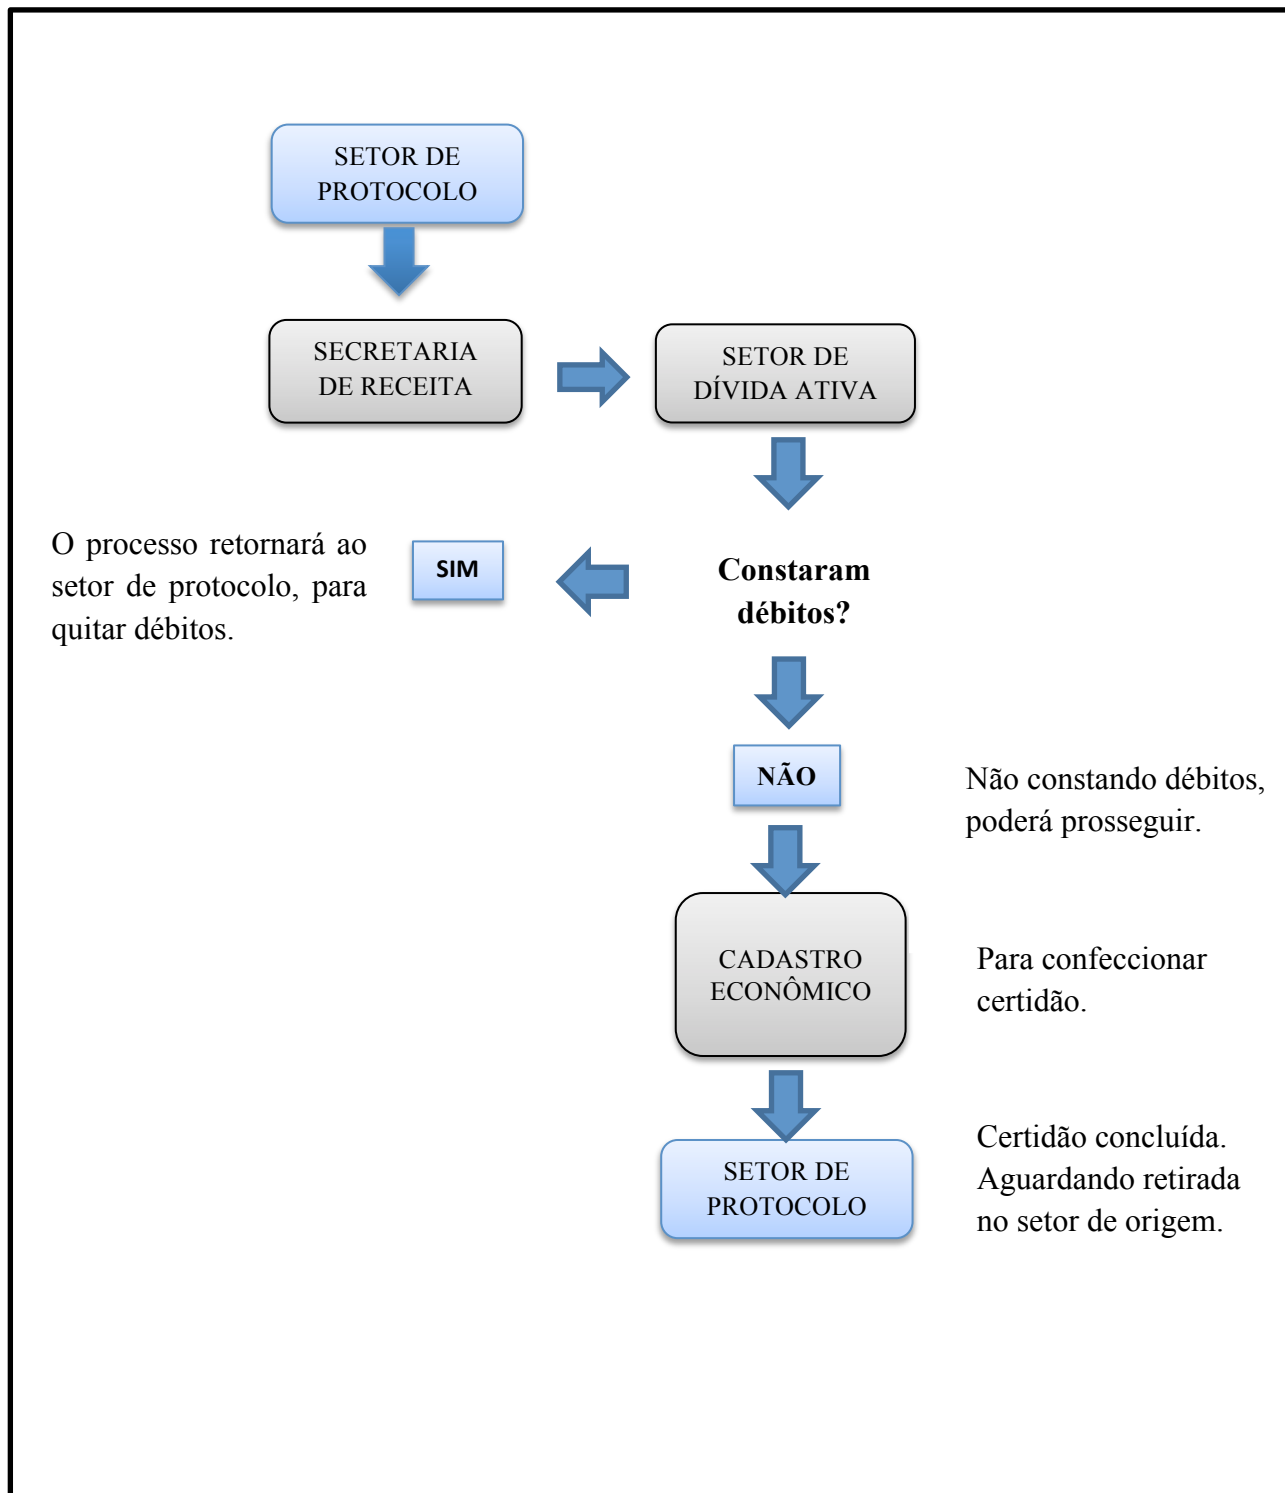 SETOR DE
PROTOCOLO
SECRETARIA
DE RECEITA
SETOR DE
DÍVIDA ATIVA
O processo retornará ao
setor de protocolo, para
quitar débitos.
SIM
Constaram
débitos?
NÃO
Não constando débitos,
poderá prosseguir.
CADASTRO
ECONÔMICO
Para confeccionar
certidão.
SETOR DE
PROTOCOLO
Certidão concluída.
Aguardando retirada
no setor de origem.